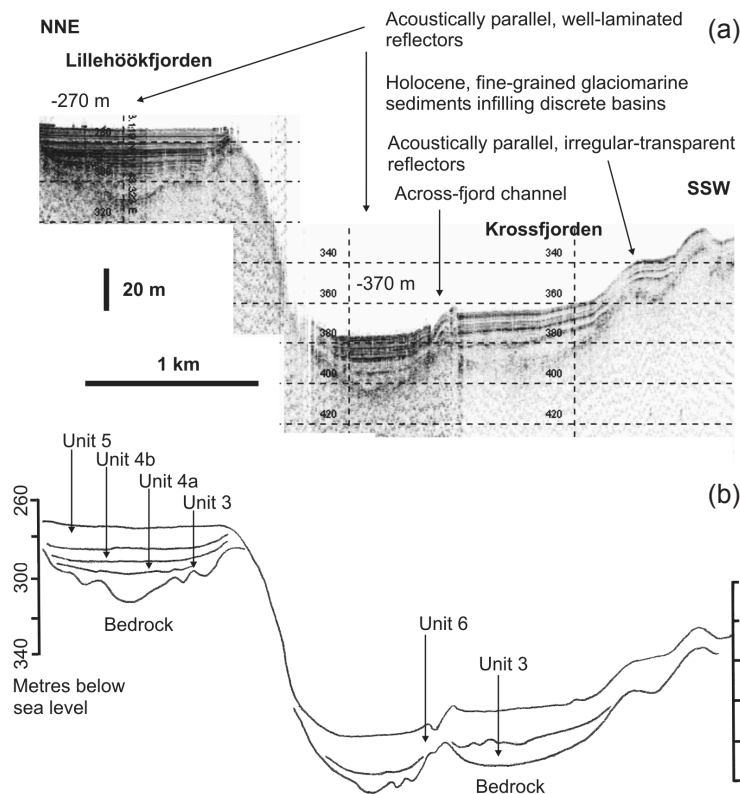 NNE
Acoustically parallel, well-laminated
reflectors
(a)
Lillehöökfjorden
-270 m
Holocene, fine-grained glaciomarine
sediments infilling discrete basins
Acoustically parallel, irregular-transparent
reflectors
SSW
Across-fjord channel
Krossfjorden
320
340
340
20 m
-370 m
360
360
380
380
1 km
400
400
420
420
Unit 5
Unit 4b
(b)
Unit 4a
Unit 3
260
300
340
Bedrock
Unit 6
Unit 3
Metres below
sea level
Bedrock